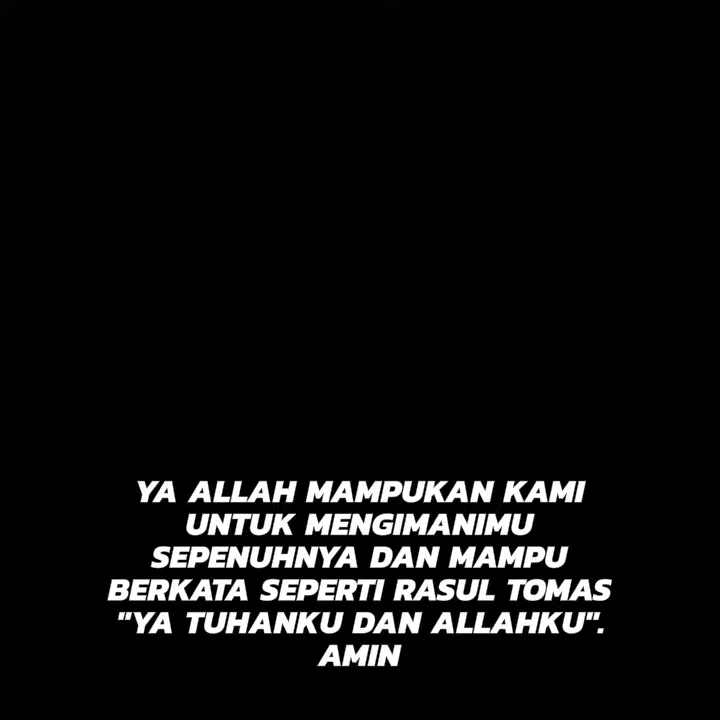 YA ALLAH MAMPUKAN KAMI
UNTUK MENGIMANIMU
SEPENUHNYA DAN MAMPU
BERKATA SEPERTI RASUL TOMAS
"YA TUHANKU DAN ALLAHKU".
AMIN